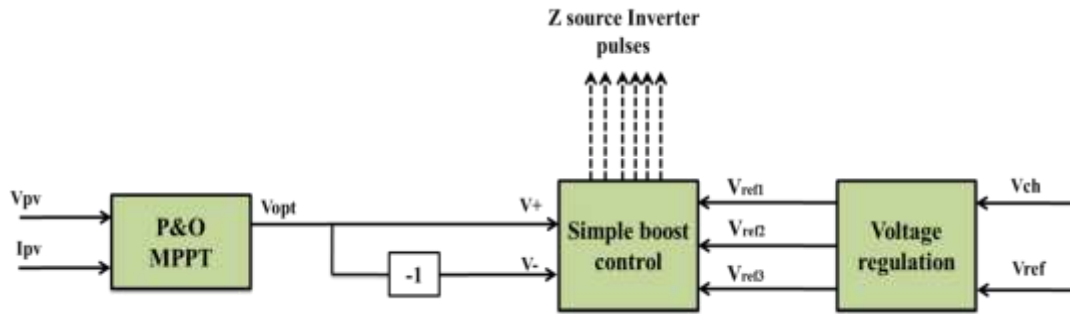 Z source Inverter
pulses
Vpv
Ipv
P&O
MPPT
Vopt
-1
V+
V-
Simple boost
control
Vref1
Vref2
Vref3
Voltage
regulation
Vch
Vref